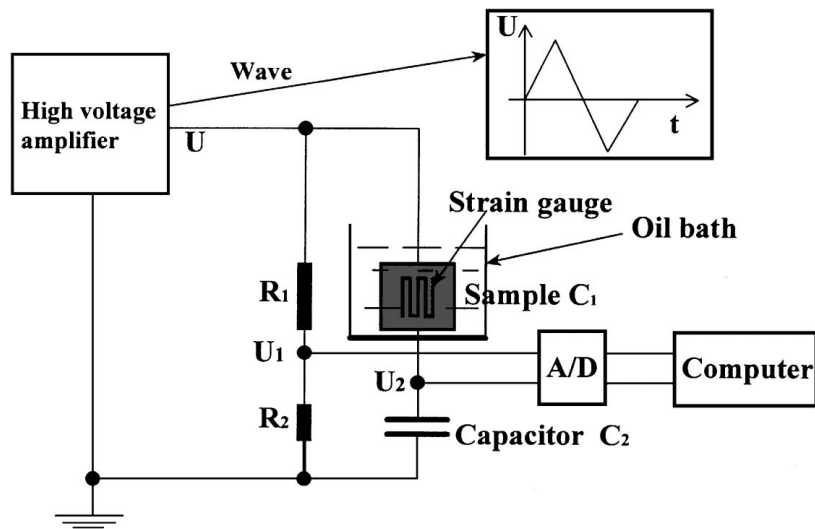 U
Wave
t
High voltage
amplifier
U
Strain gauge
Oil bath
R₁
Sample C₁
U₁
A/D
Computer
U₂
R₂
Capacitor C₂